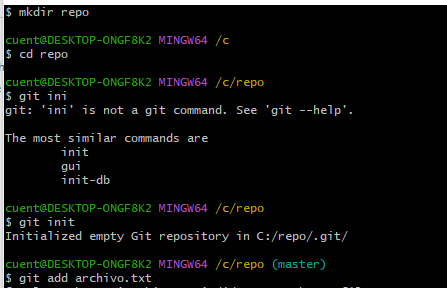 $ mkdir repo
cuent@DESKTOP-ONGF8K2 MINGW64 /c
$ cd repo
cuent@DESKTOP-ONGF8K2 MINGW64 /c/repo
$ git ini
git: 'ini' is not a git command. See 'git --help'.
The most similar commands are
init
gui
init-db
cuent@DESKTOP-ONGF8K2 MINGW64 /c/repo
$ git init
Initialized empty Git repository in C:/repo/.git/
cuent@DESKTOP-ONGF8K2 MINGW64 /c/repo (master)
$ git add archivo.txt